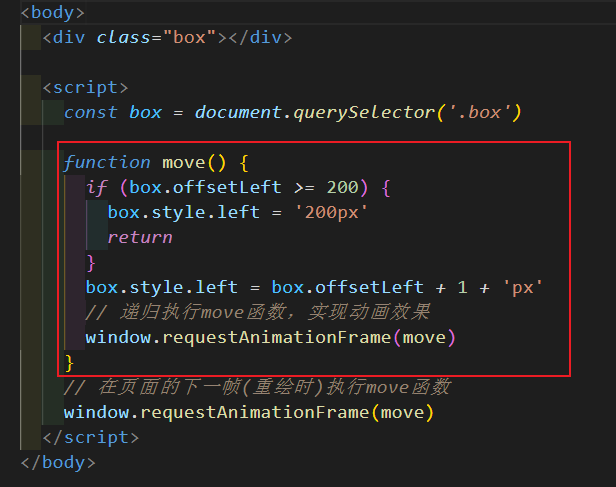 <body>
<div class="box"></div>
<script>
const box = document.querySelector('.box')
function move() {
if (box.offsetLeft >= 200) {
box.style.left = '200px'
return
}
box.style.left = box.offsetLeft + 1 + 'px'
// 递归执行move函数，实现动画效果
window.requestAnimationFrame(move)
}
// 在页面的下一帧(重绘时)执行move函数
window.requestAnimationFrame(move)
</script>
</body>